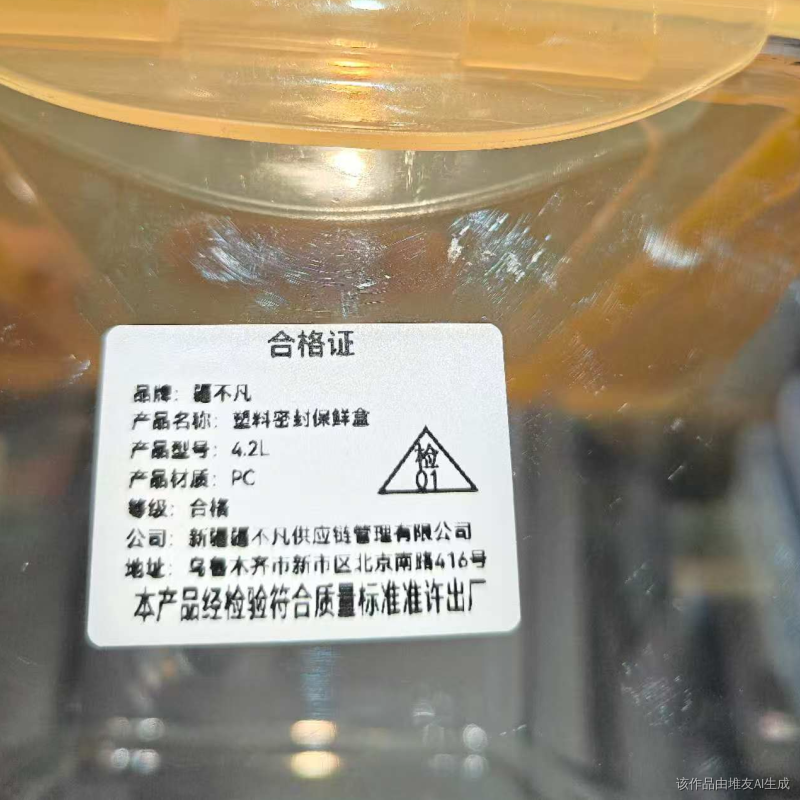 合格证
品牌：疆不凡
产品名称：塑料密封保鲜盒
产品型号：4.2L
产品材质：PC
等级：合格
公司：新疆疆不凡供应链管理有限公司
地址：乌鲁木齐市新市区北京南路416号
本产品经检验符合质量标准准许出厂
检
01
该作品由堆友AI生成